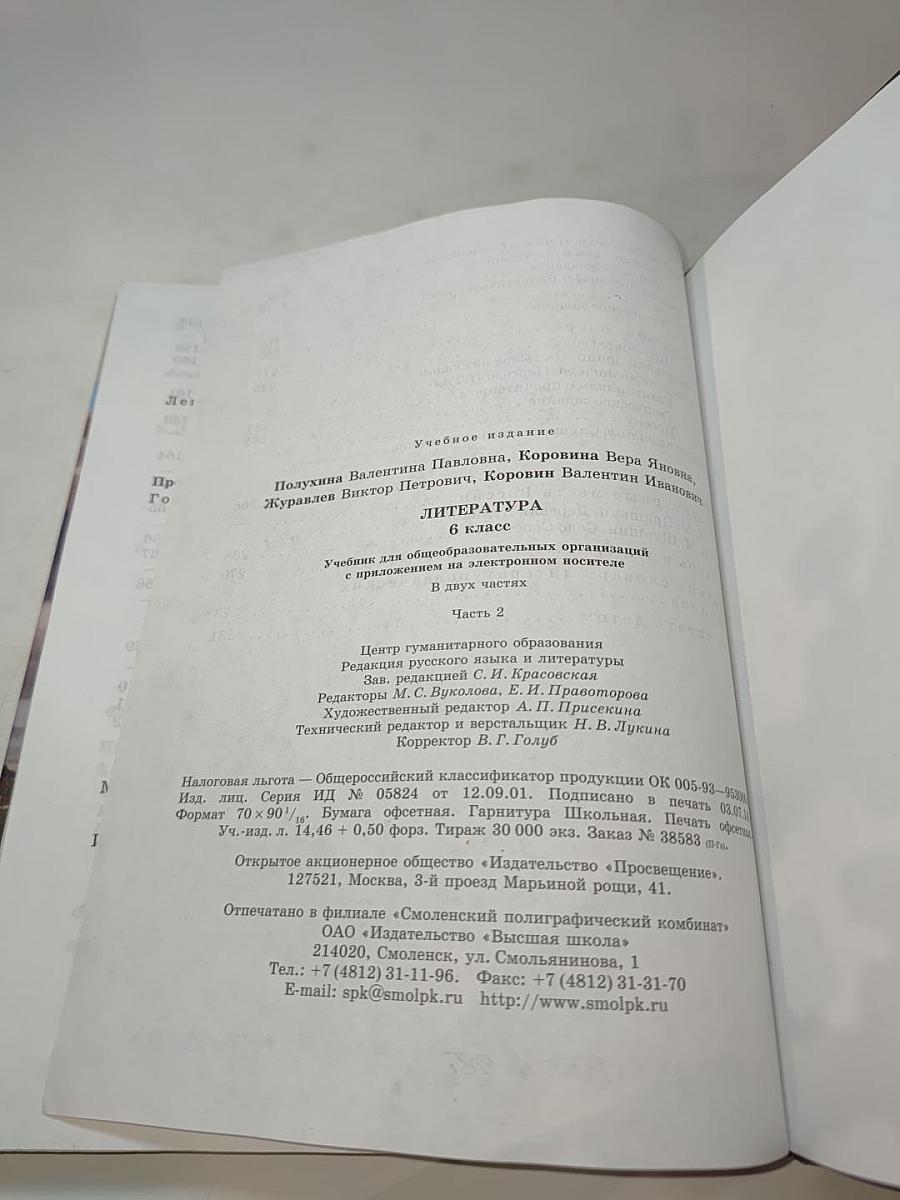 Учебное издание
Полухина Валентина Павловна, Коровина Вера Яновна,
Журавлев Виктор Петрович, Коровин Валентин Иванович
ЛИТЕРАТУРА
6 класс
Учебник для общеобразовательных организаций
с приложением на электронном носителе
В двух частях
Часть 2
Центр гуманитарного образования
Редакция русского языка и литературы
Зав. редакцией С. И. Красовская
Редакторы М. С. Вуколова, Е. И. Правоторова
Художественный редактор А. П. Присекина
Технический редактор и верстальщик Н. В. Лукина
Корректор В. Г. Голуб
Налоговая льгота — Общероссийский классификатор продукции ОК 005-93—
Изд. лиц. Серия ИД № 05824 от 12.09.01. Подписано в печать
Формат 70×90 1/16. Бумага офсетная. Гарнитура Школьная. Печать офсетная.
Уч.-изд. л. 14,46 + 0,50 форз. Тираж 30 000 экз. Заказ № 38583
Открытое акционерное общество «Издательство «Просвещение».
127521, Москва, 3-й проезд Марьиной рощи, 41.
Отпечатано в филиале «Смоленский полиграфический комбинат»
ОАО «Издательство «Высшая школа»
214020, Смоленск, ул. Смольянинова, 1
Тел.: +7 (4812) 31-11-96. Факс: +7 (4812) 31-31-70
E-mail: spk@smolpk.ru http://www.smolpk.ru